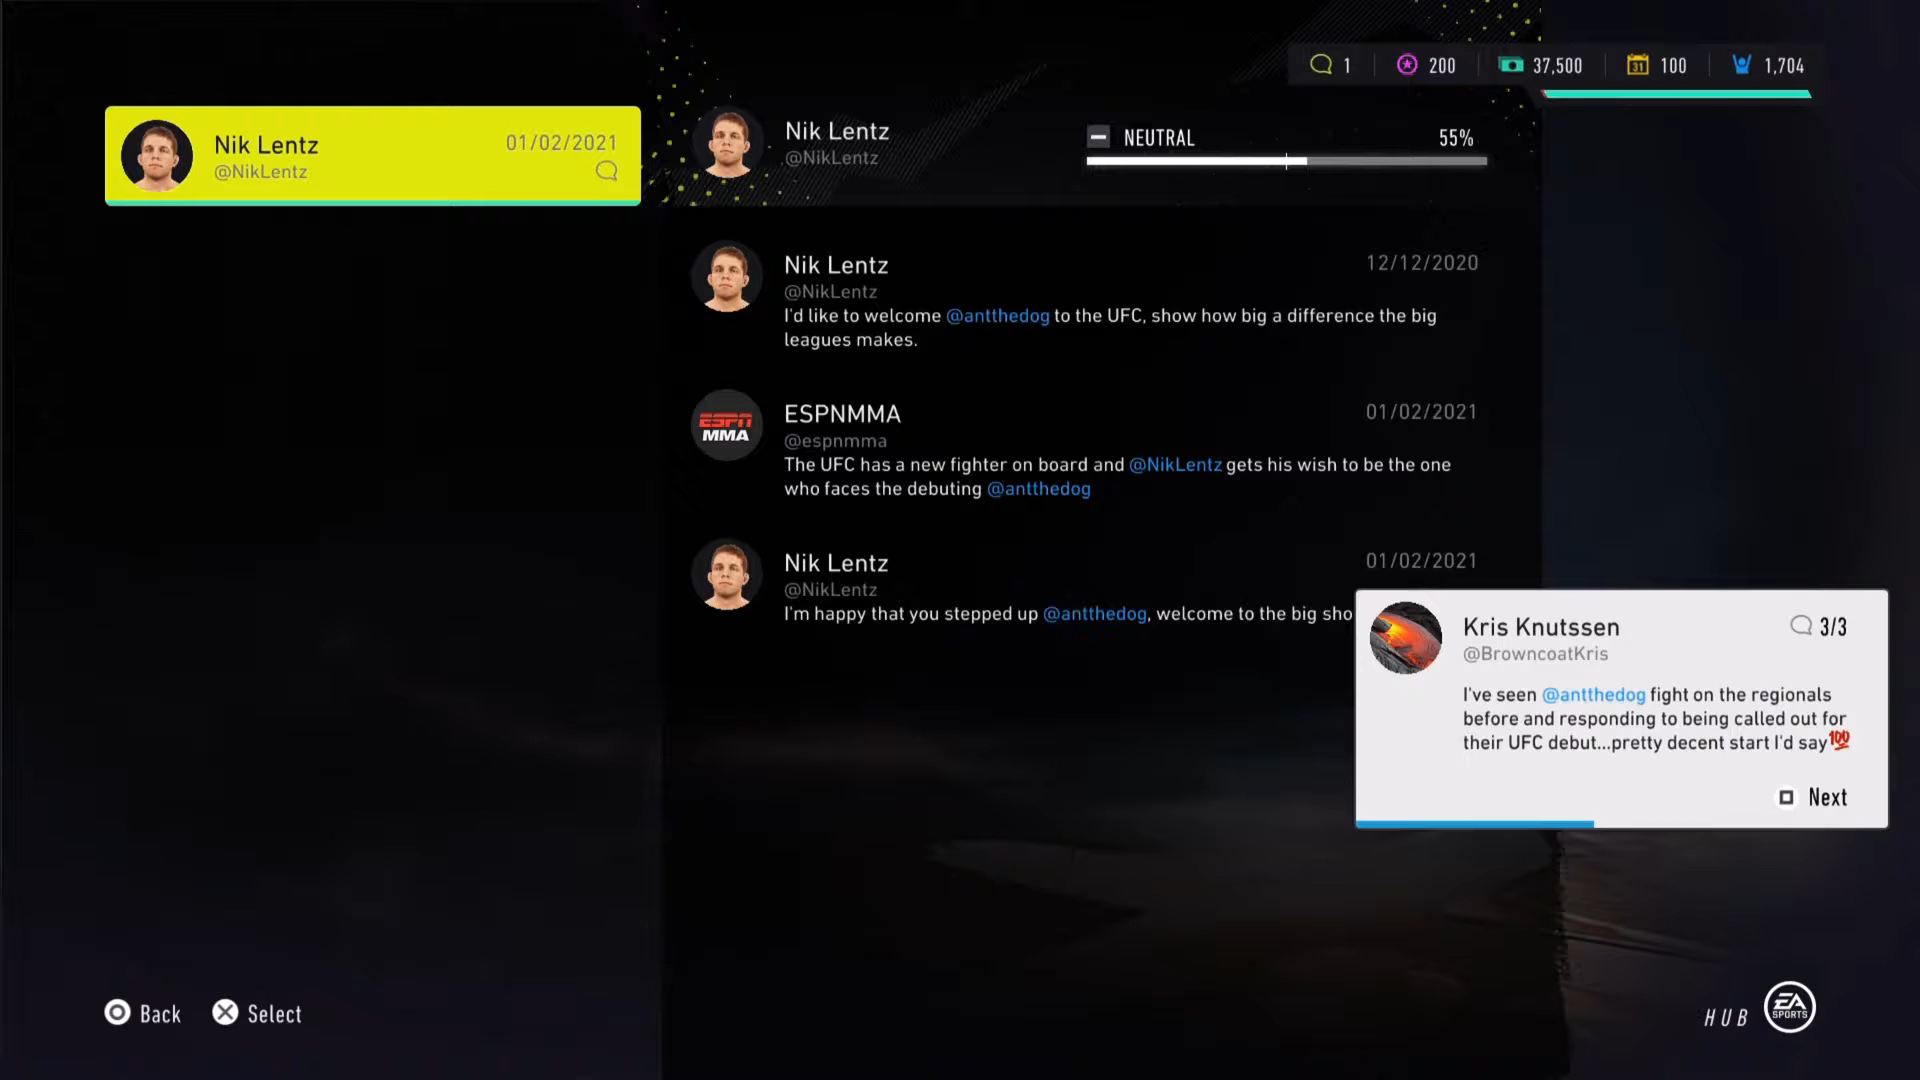 1 200 37,500 31 100 1,704
Nik Lentz 01/02/2021
@NikLentz
Nik Lentz
@NikLentz
NEUTRAL 55%
Nik Lentz 12/12/2020
@NikLentz
I'd like to welcome @antthedog to the UFC, show how big a difference the big
leagues makes.
ESPN
MMA
ESPNMMA 01/02/2021
@espnmma
The UFC has a new fighter on board and @NikLentz gets his wish to be the one
who faces the debuting @antthedog
Nik Lentz 01/02/2021
@NikLentz
I'm happy that you stepped up @antthedog, welcome to the big sho
Kris Knutssen 3/3
@BrowncoatKris
I've seen @antthedog fight on the regionals
before and responding to being called out for
their UFC debut...pretty decent start I'd say💯
Next
Back Select
HUB
EA
SPORTS